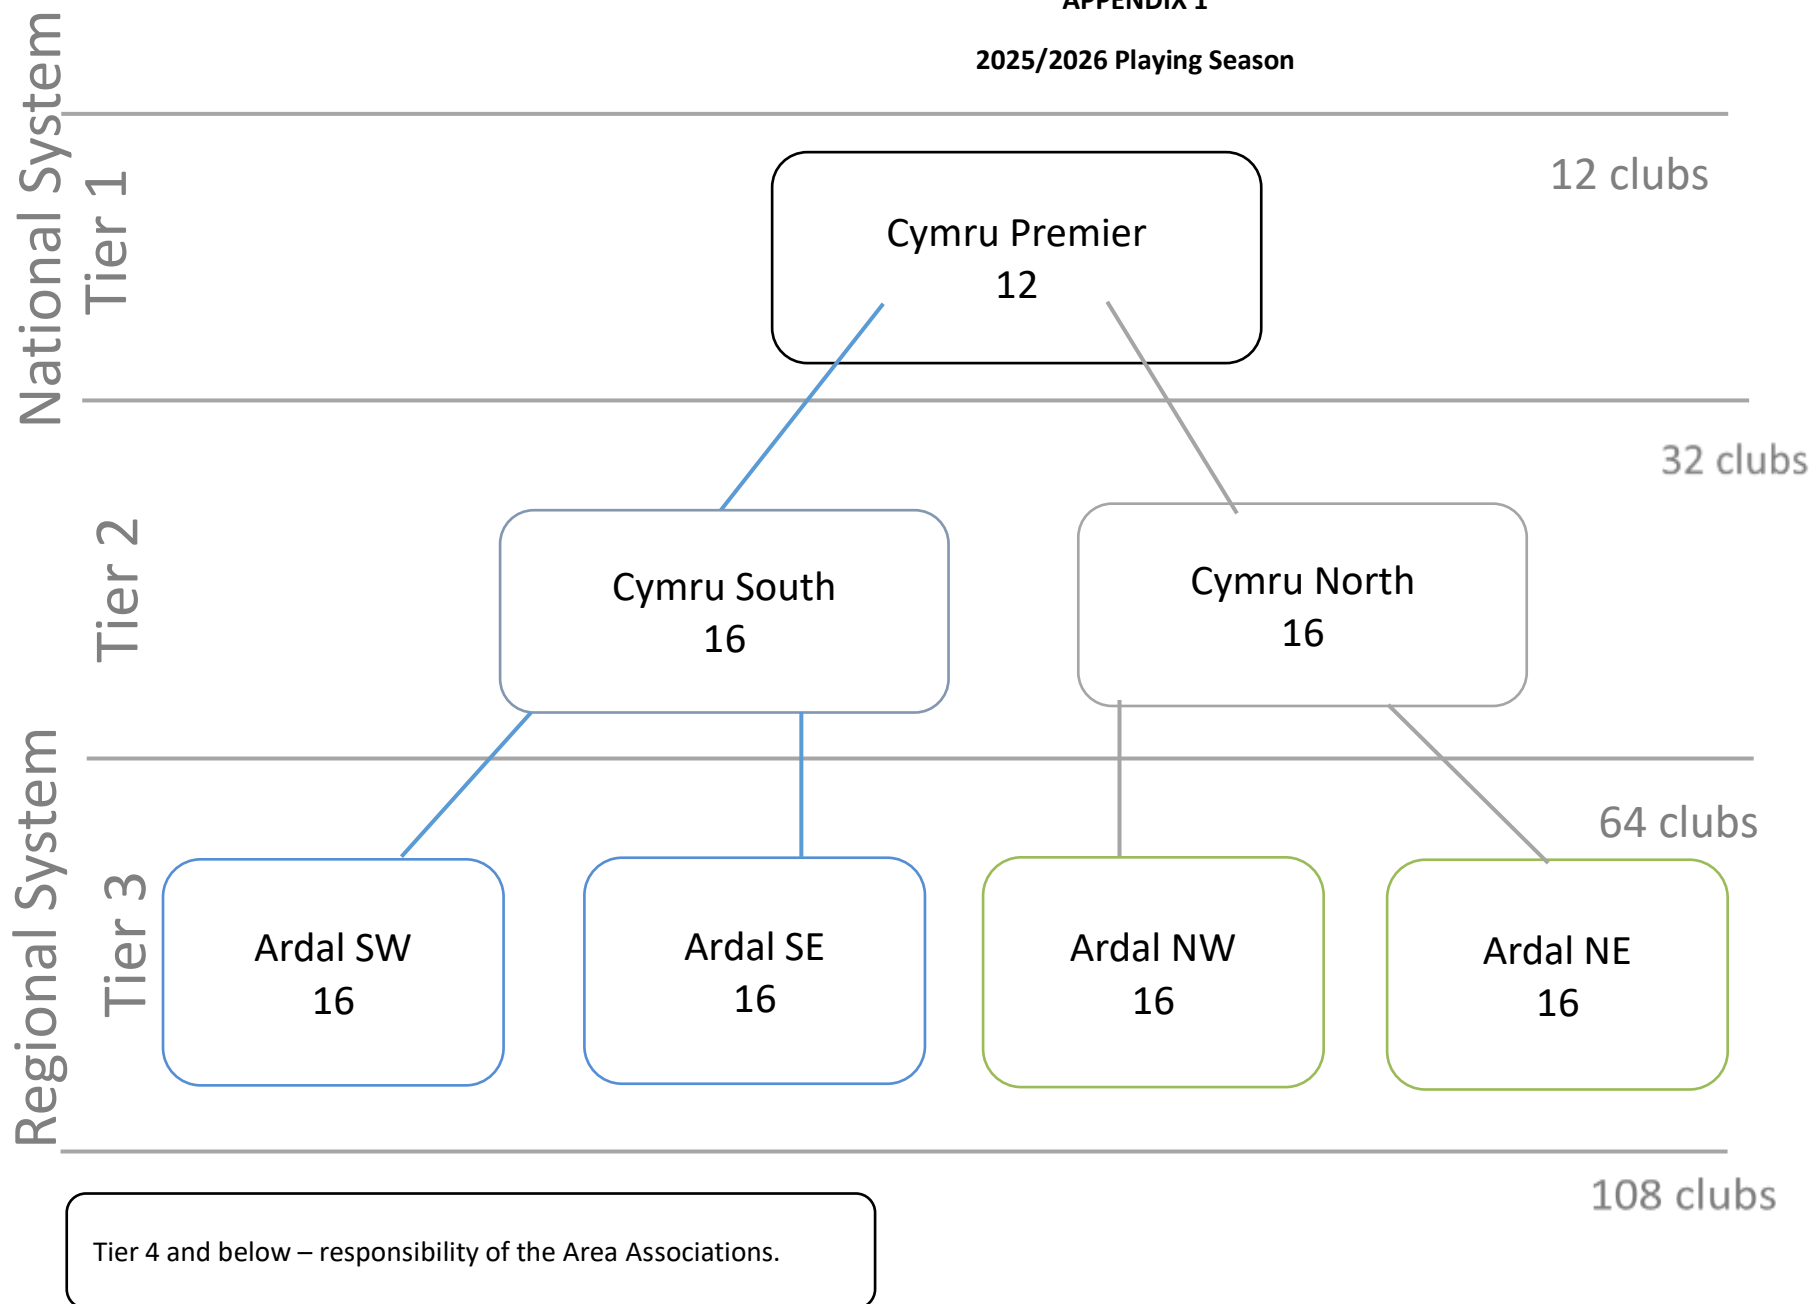 APPENDIX 1
2025/2026 Playing Season
National System
Tier 1
12 clubs
Cymru Premier
12
32 clubs
Tier 2
Cymru South
16
Cymru North
16
Regional System
Tier 3
64 clubs
Ardal SW
16
Ardal SE
16
Ardal NW
16
Ardal NE
16
108 clubs
Tier 4 and below – responsibility of the Area Associations.